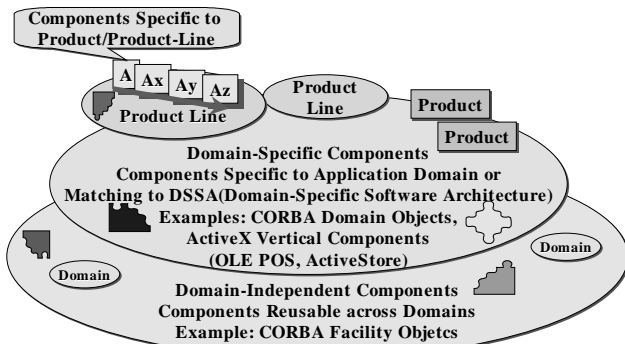 Components Specific to
Product/Product-Line
A Ax Ay Az
Product Line
Product
Line
Product
Product
Domain-Specific Components
Components Specific to Application Domain or
Matching to DSSA(Domain-Specific Software Architecture)
Examples: CORBA Domain Objects,
ActiveX Vertical Components
(OLE POS, ActiveStore)
Domain
Domain
Domain-Independent Components
Components Reusable across Domains
Example: CORBA Facility Objetcs